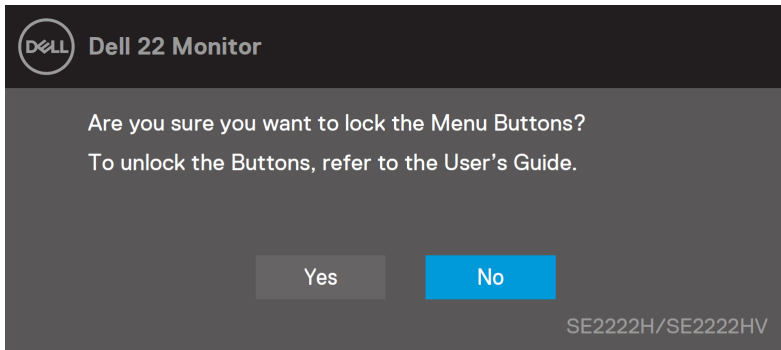 DELL Dell 22 Monitor
Are you sure you want to lock the Menu Buttons?
To unlock the Buttons, refer to the User’s Guide.
Yes No
SE2222H/SE2222HV